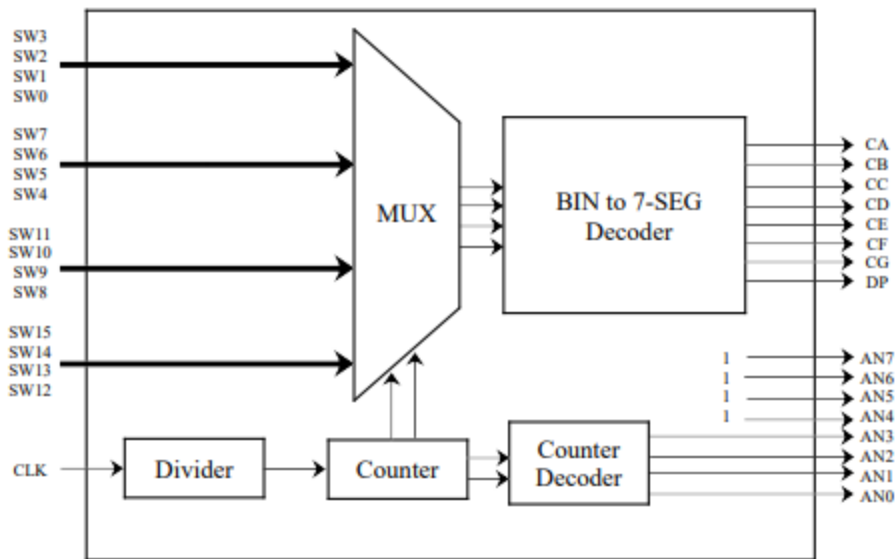 SW3
SW2
SW1
SW0
SW7
SW6
SW5
SW4
SW11
SW10
SW9
SW8
SW15
SW14
SW13
SW12
CLK
MUX
BIN to 7-SEG
Decoder
Divider
Counter
Counter
Decoder
1
1
1
1
CA
CB
CC
CD
CE
CF
CG
DP
AN7
AN6
AN5
AN4
AN3
AN2
AN1
AN0